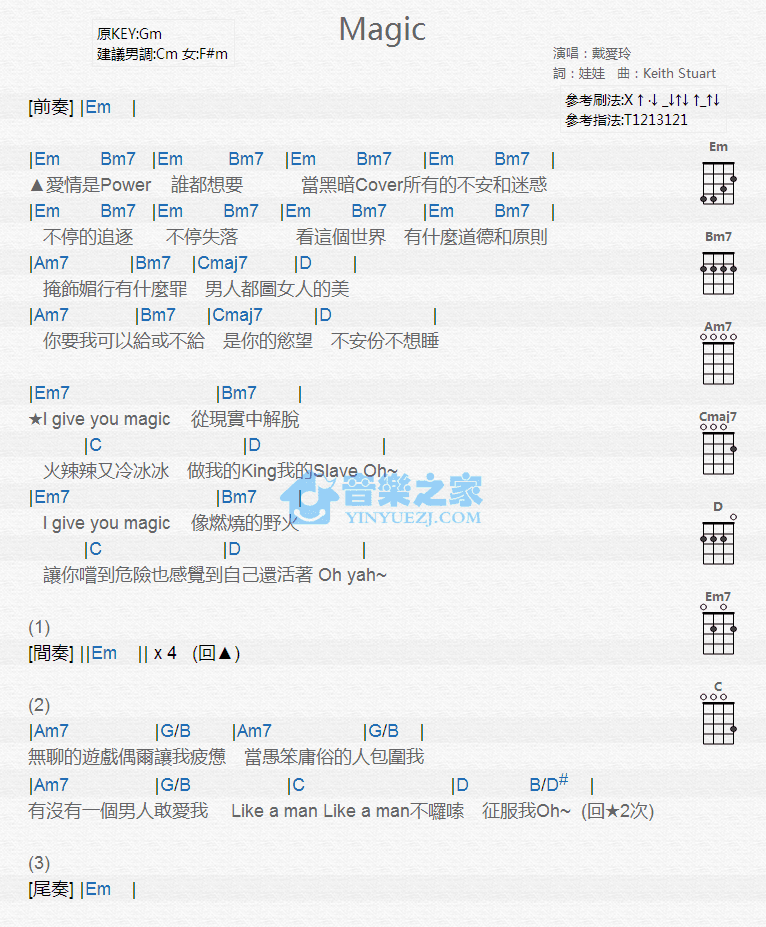 Magic
原KEY:Gm
建議男調:Cm 女:F#m
演唱：戴愛玲
詞：娃娃　曲：Keith Stuart
參考刷法:X↑·↓_↓↑↓↑_↑↓
參考指法:T1213121
[前奏] |Em |
|Em Bm7 |Em Bm7 |Em Bm7 |Em Bm7 |
▲愛情是Power 誰都想要 當黑暗Cover所有的不安和迷惑
|Em Bm7 |Em Bm7 |Em Bm7 |Em Bm7 |
不停的追逐 不停失落 看這個世界 有什麼道德和原則
|Am7 |Bm7 |Cmaj7 |D |
掩飾媚行有什麼罪 男人都圖女人的美
|Am7 |Bm7 |Cmaj7 |D |
你要我可以給或不給 是你的慾望 不安份不想睡
|Em7 |Bm7 |
★I give you magic 從現實中解脫
|C |D |
火辣辣又冷冰冰 做我的King我的Slave Oh~
|Em7 |Bm7 |
I give you magic 像燃燒的野火
|C |D |
讓你嚐到危險也感覺到自己還活著 Oh yah~
(1)
[間奏] ||Em || x 4 (回▲)
(2)
|Am7 |G/B |Am7 |G/B |
無聊的遊戲偶爾讓我疲憊 當愚笨庸俗的人包圍我
|Am7 |G/B |C |D B/D# |
有沒有一個男人敢愛我 Like a man Like a man不囉嗦 征服我Oh~ (回★2次)
(3)
[尾奏] |Em |
Em
Bm7
Am7
Cmaj7
D
Em7
C
音樂之家
YINYUEZJ.COM